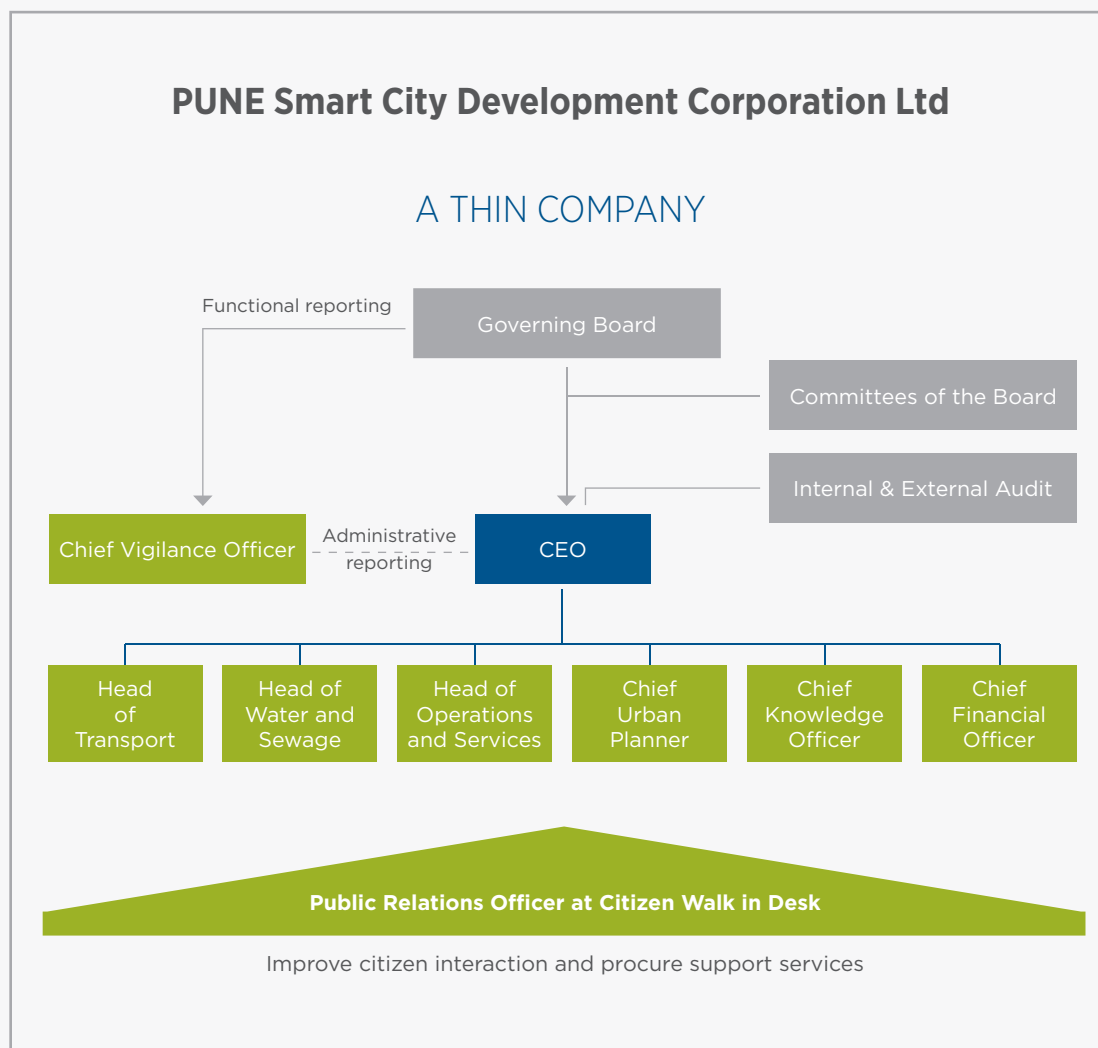 PUNE Smart City Development Corporation Ltd
A THIN COMPANY
Functional reporting
Governing Board
Committees of the Board
Internal & External Audit
Chief Vigilance Officer
Administrative
reporting
CEO
Head
of
Transport
Head of
Water and
Sewage
Head of
Operations
and Services
Chief
Urban
Planner
Chief
Knowledge
Officer
Chief
Financial
Officer
Public Relations Officer at Citizen Walk in Desk
Improve citizen interaction and procure support services